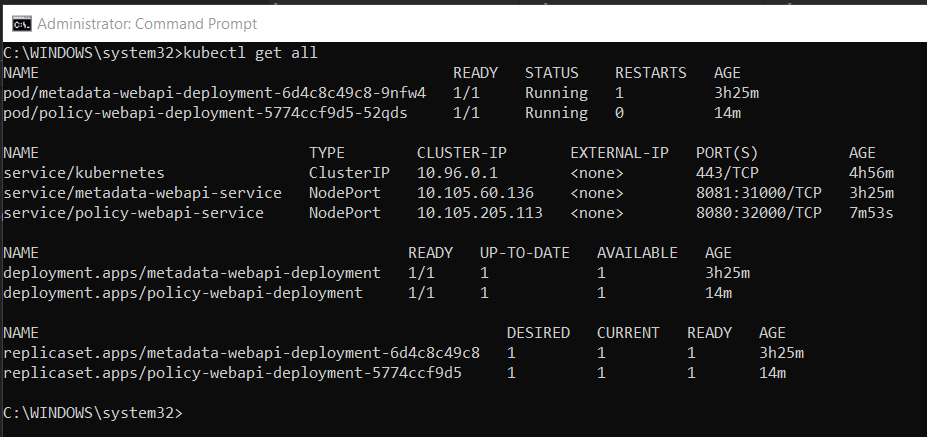 Administrator: Command Prompt
C:\WINDOWS\system32>kubectl get all
NAME READY STATUS RESTARTS AGE
pod/metadata-webapi-deployment-6d4c8c49c8-9nfw4 1/1 Running 1 3h25m
pod/policy-webapi-deployment-5774ccf9d5-52qds 1/1 Running 0 14m
NAME TYPE CLUSTER-IP EXTERNAL-IP PORT(S) AGE
service/kubernetes ClusterIP 10.96.0.1 <none> 443/TCP 4h56m
service/metadata-webapi-service NodePort 10.105.60.136 <none> 8081:31000/TCP 3h25m
service/policy-webapi-service NodePort 10.105.205.113 <none> 8080:32000/TCP 7m53s
NAME READY UP-TO-DATE AVAILABLE AGE
deployment.apps/metadata-webapi-deployment 1/1 1 1 3h25m
deployment.apps/policy-webapi-deployment 1/1 1 1 14m
NAME DESIRED CURRENT READY AGE
replicaset.apps/metadata-webapi-deployment-6d4c8c49c8 1 1 1 3h25m
replicaset.apps/policy-webapi-deployment-5774ccf9d5 1 1 1 14m
C:\WINDOWS\system32>